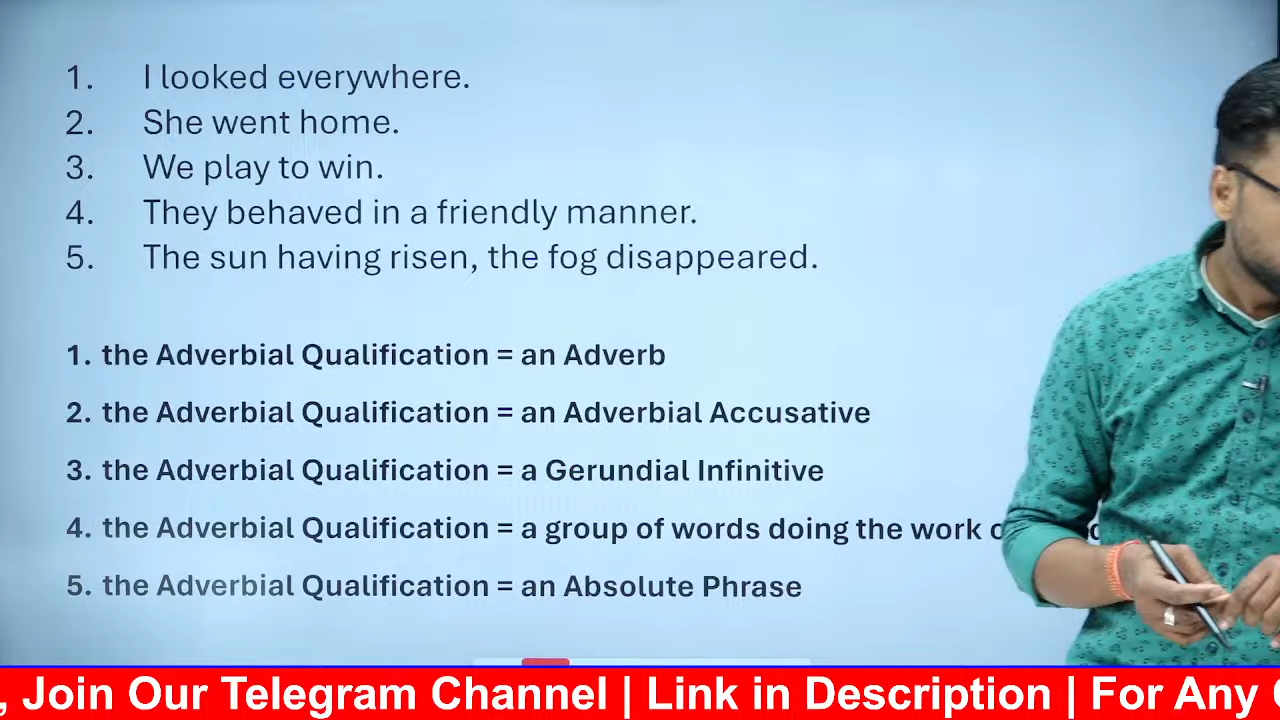 1. I looked everywhere.
2. She went home.
3. We play to win.
4. They behaved in a friendly manner.
5. The sun having risen, the fog disappeared.
1. the Adverbial Qualification = an Adverb
2. the Adverbial Qualification = an Adverbial Accusative
3. the Adverbial Qualification = a Gerundial Infinitive
4. the Adverbial Qualification = a group of words doing the work
5. the Adverbial Qualification = an Absolute Phrase
, Join Our Telegram Channel | Link in Description | For Any